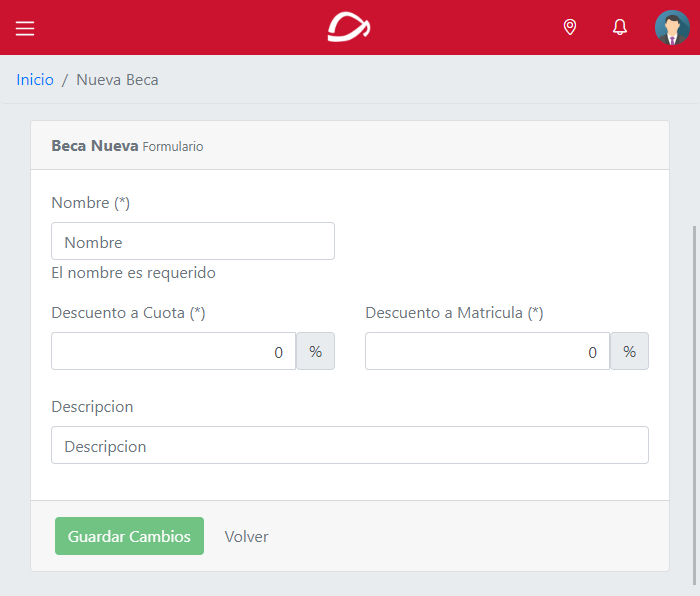 Inicio / Nueva Beca
Beca Nueva Formulario
Nombre (*)
Nombre
El nombre es requerido
Descuento a Cuota (*) Descuento a Matricula (*)
0 % 0 %
Descripcion
Descripcion
Guardar Cambios Volver